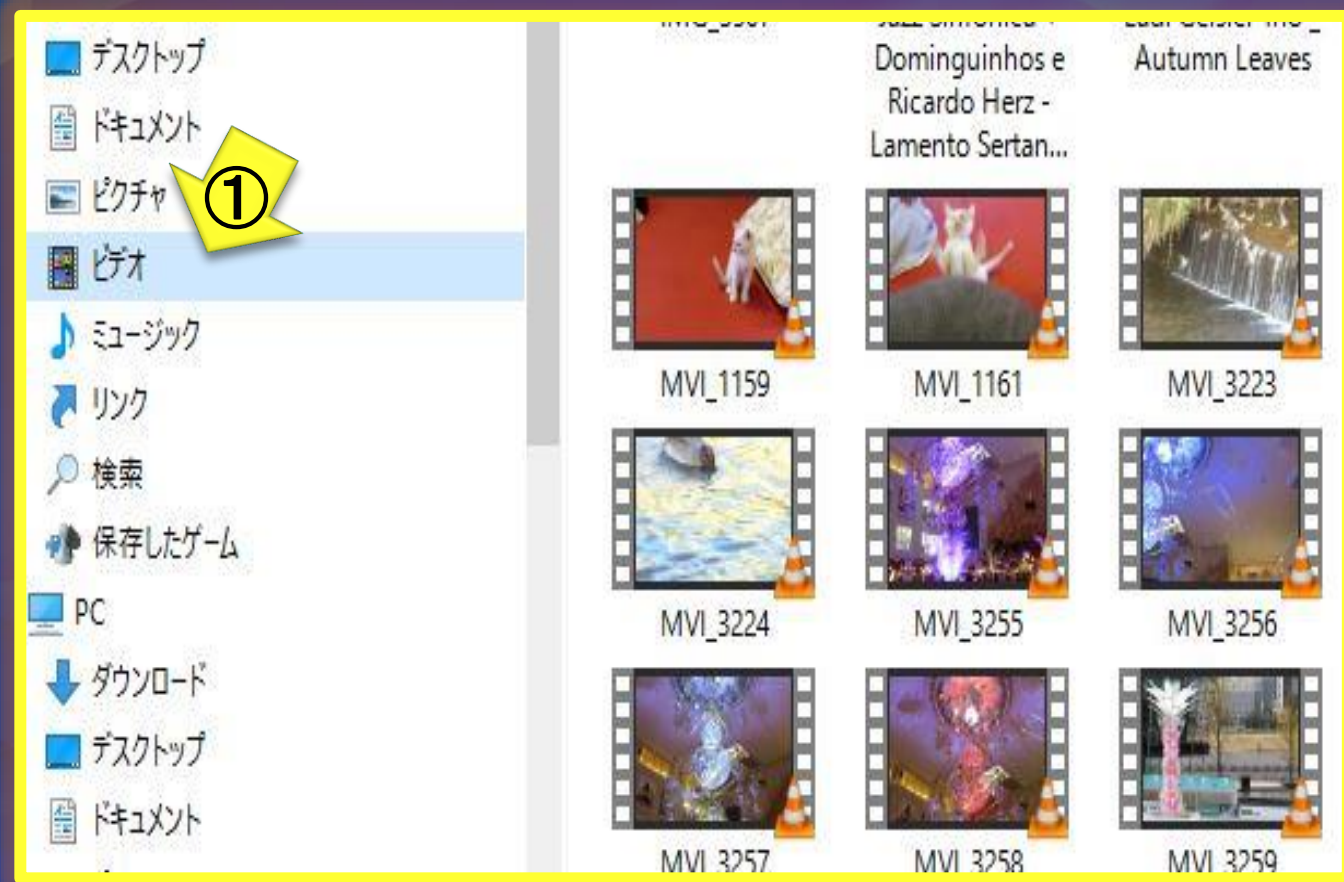 デスクトップ
ドキュメント
ピクチャ
①
ビデオ
ミュージック
リンク
検索
保存したゲーム
PC
ダウンロード
デスクトップ
ドキュメント
Dominguinhos e
Ricardo Herz -
Lamento Sertan...
Autumn Leaves
MVI_1159
MVI_1161
MVI_3223
MVI_3224
MVI_3255
MVI_3256
MVI_3257
MVI_3258
MVI_3259